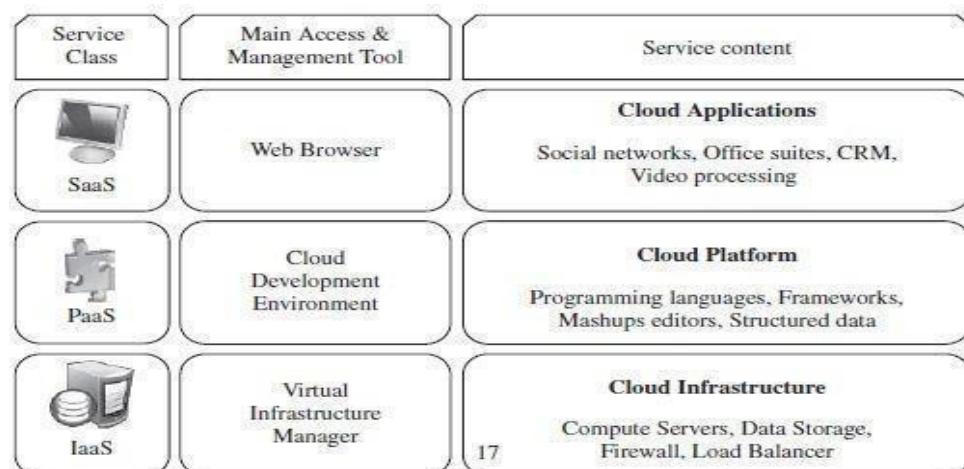 Service
Class
Main Access &
Management Tool
Service content
SaaS
Web Browser
Cloud Applications
Social networks, Office suites, CRM,
Video processing
PaaS
Cloud
Development
Environment
Cloud Platform
Programming languages, Frameworks,
Mashups editors, Structured data
IaaS
Virtual
Infrastructure
Manager
17
Cloud Infrastructure
Compute Servers, Data Storage,
Firewall, Load Balancer